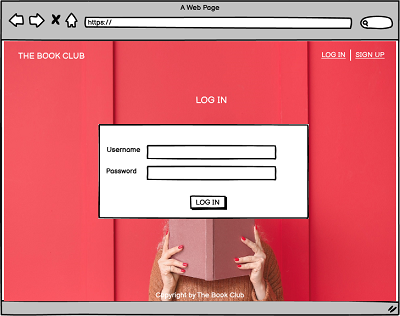 A Web Page
https://
THE BOOK CLUB
LOG IN
SIGN UP
LOG IN
Username
Password
LOG IN
Copyright by The Book Club